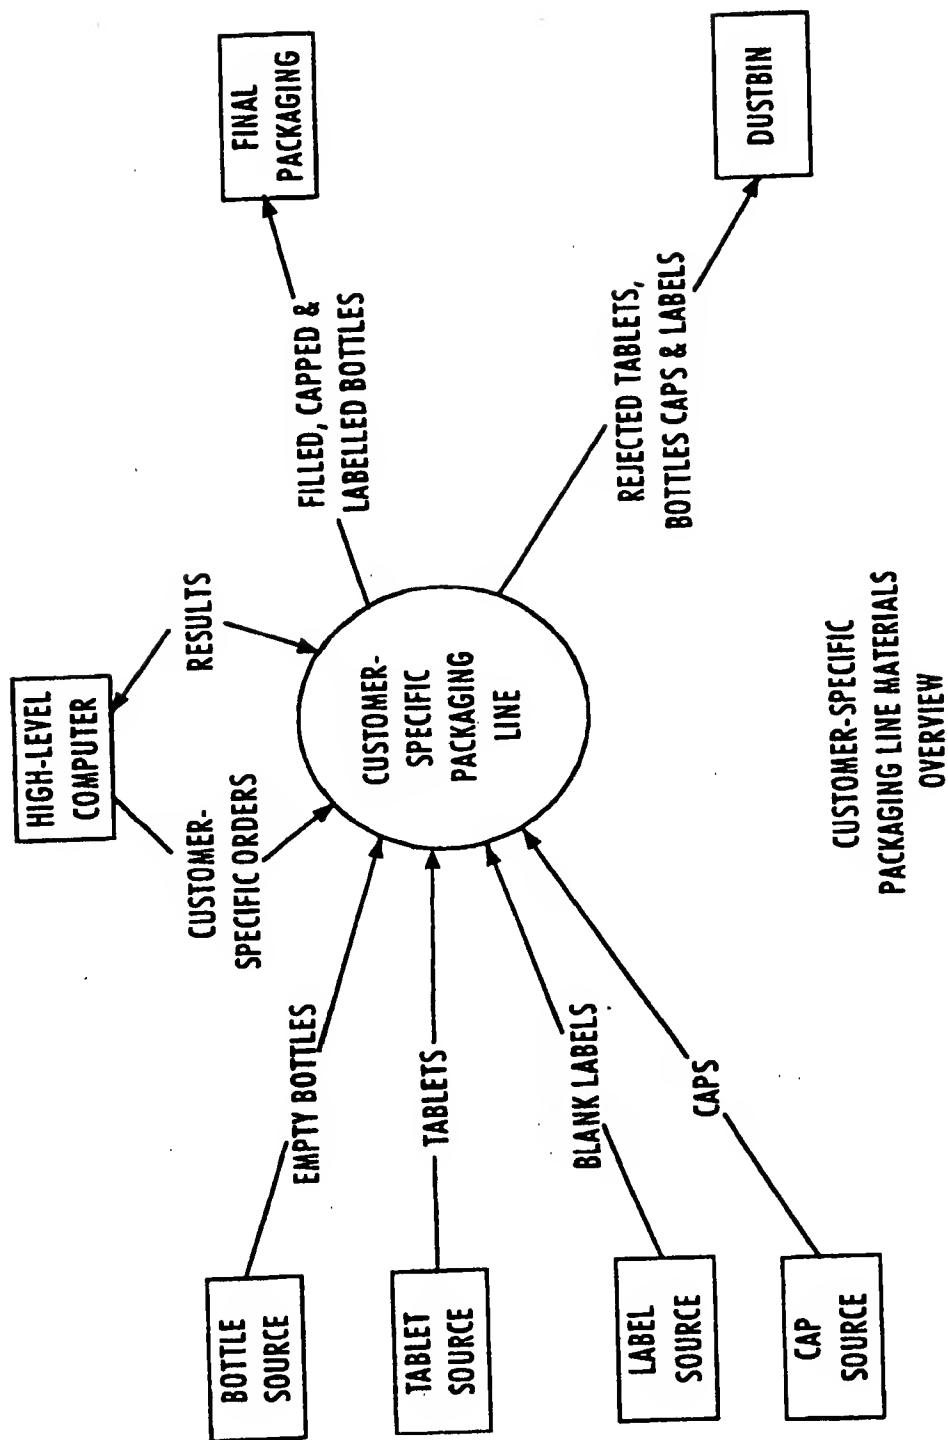 HIGH-LEVEL
COMPUTER
CUSTOMER-
SPECIFIC ORDERS
RESULTS
BOTTLE
SOURCE
EMPTY BOTTLES
TABLET
SOURCE
TABLETS
LABEL
SOURCE
BLANK LABELS
CAP
SOURCE
CAPS
CUSTOMER-
SPECIFIC
PACKAGING
LINE
FILLED, CAPPED &
LABELLED BOTTLES
FINAL
PACKAGING
REJECTED TABLETS,
BOTTLES CAPS & LABELS
DUSTBIN
CUSTOMER-SPECIFIC
PACKAGING LINE MATERIALS
OVERVIEW